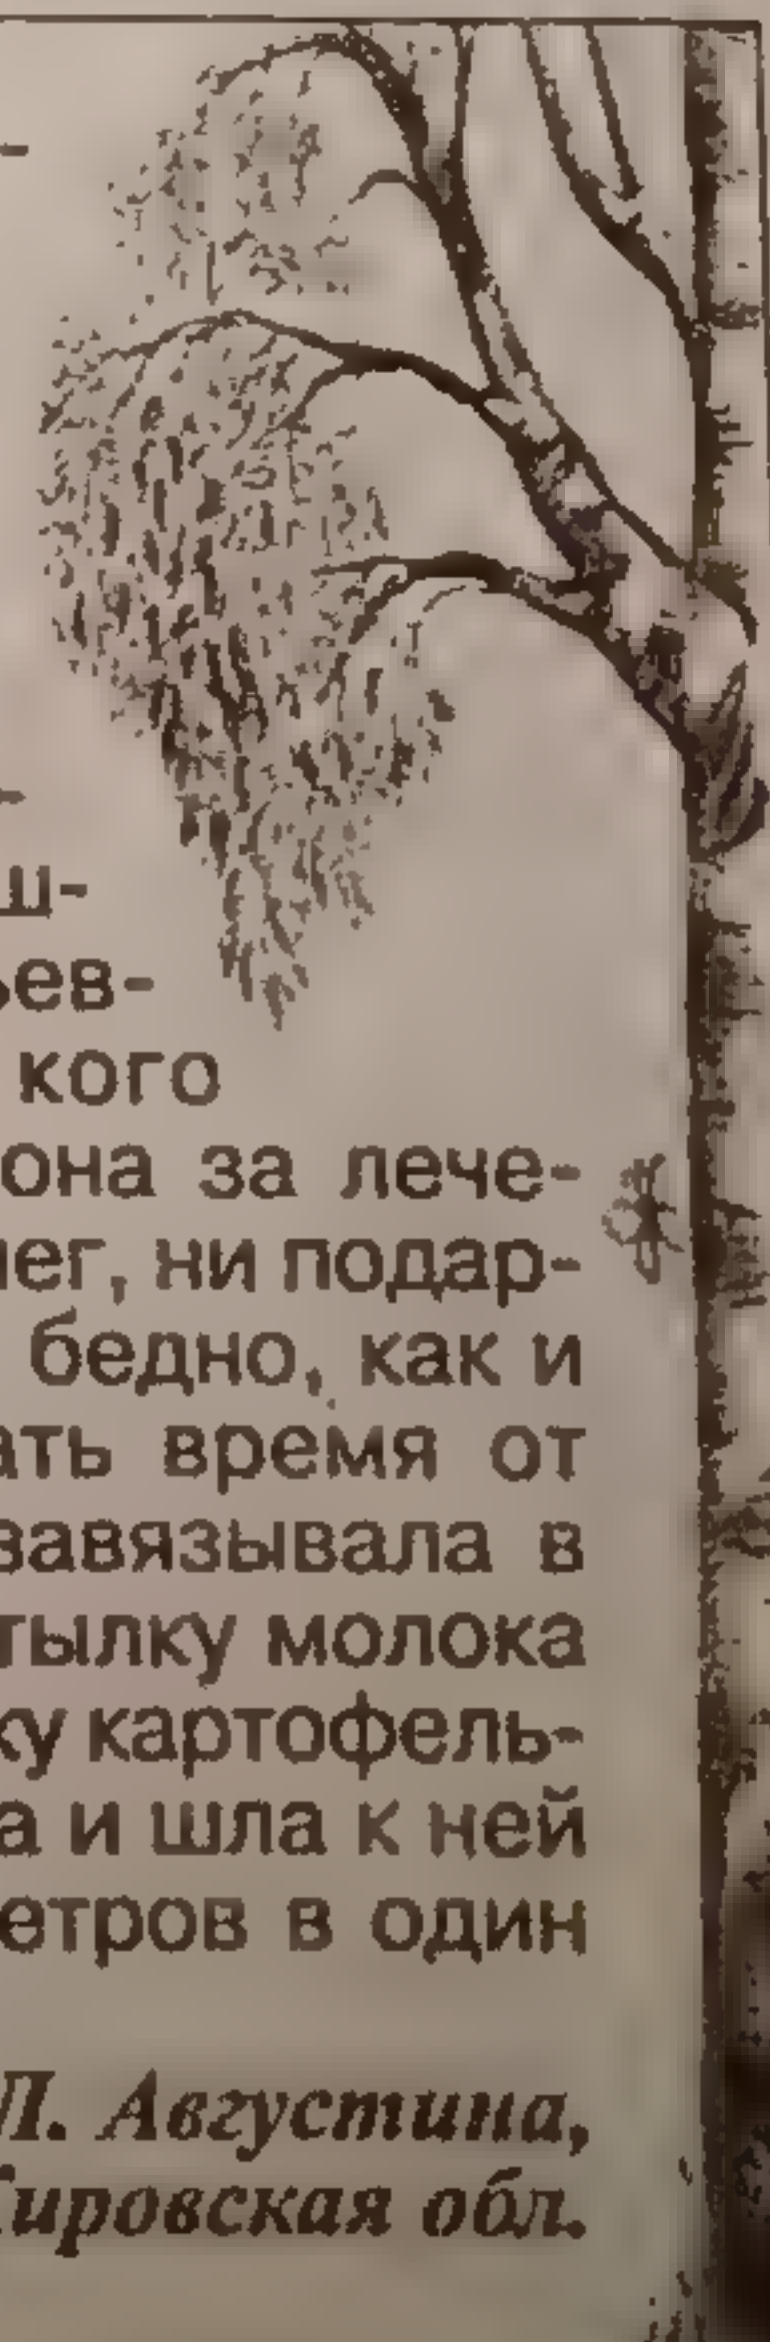 -
-
ш-
ьев-
кого
она за лече-
нег, ни подар-
бедно, как и
ать время от
завязывала в
тылку молока
ку картофель-
а и шла к ней
етров в один
Л. Августина,
Кировская обл.